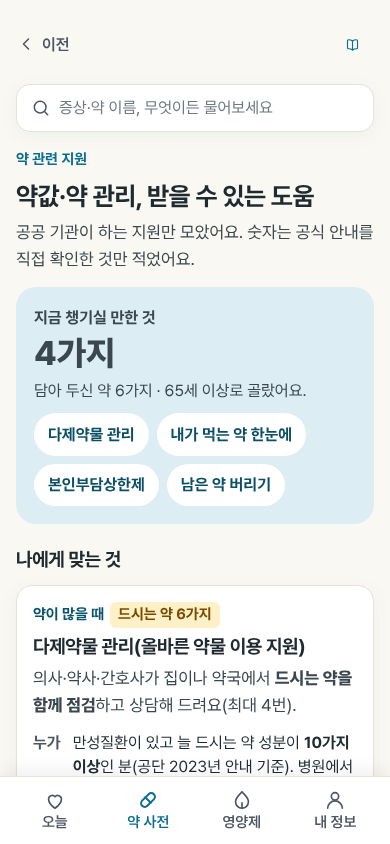 이전
증상·약 이름, 무엇이든 물어보세요
약 관련 지원
약값·약 관리, 받을 수 있는 도움
공공 기관이 하는 지원만 모았어요. 숫자는 공식 안내를
직접 확인한 것만 적었어요.
지금 챙기실 만한 것
4가지
담아 두신 약 6가지 · 65세 이상으로 골랐어요.
다제약물 관리
내가 먹는 약 한눈에
본인부담상한제
남은 약 버리기
나에게 맞는 것
약이 많을 때 드시는 약 6가지
다제약물 관리(올바른 약물 이용 지원)
의사·약사·간호사가 집이나 약국에서 드시는 약을
함께 점검하고 상담해 드려요(최대 4번).
누가 만성질환이 있고 늘 드시는 약 성분이 10가지
이상인 분(공단 2023년 안내 기준). 병원에서
오늘
약 사전
영양제
내 정보